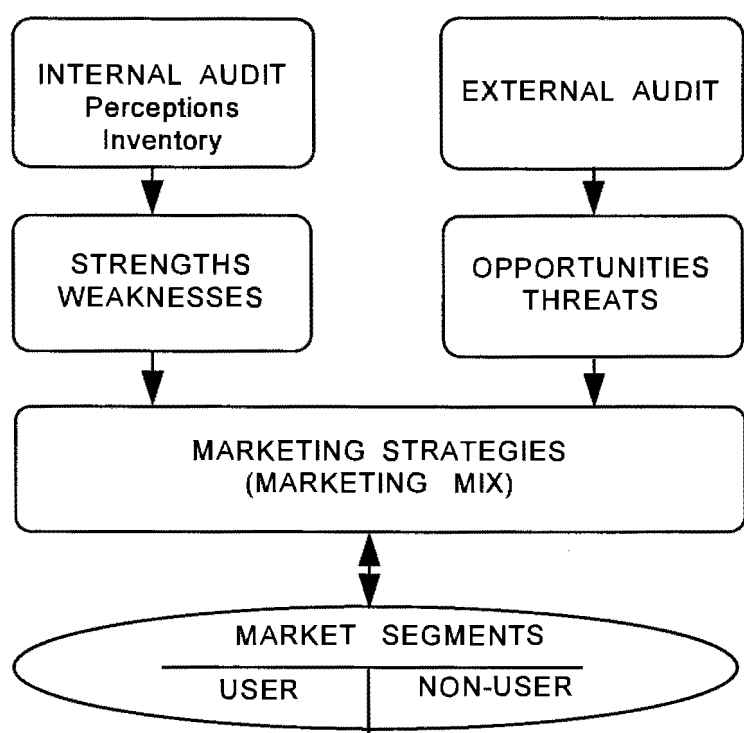 INTERNAL AUDIT
Perceptions
Inventory
EXTERNAL AUDIT
STRENGTHS
WEAKNESSES
OPPORTUNITIES
THREATS
MARKETING STRATEGIES
(MARKETING MIX)
MARKET SEGMENTS
USER
NON-USER